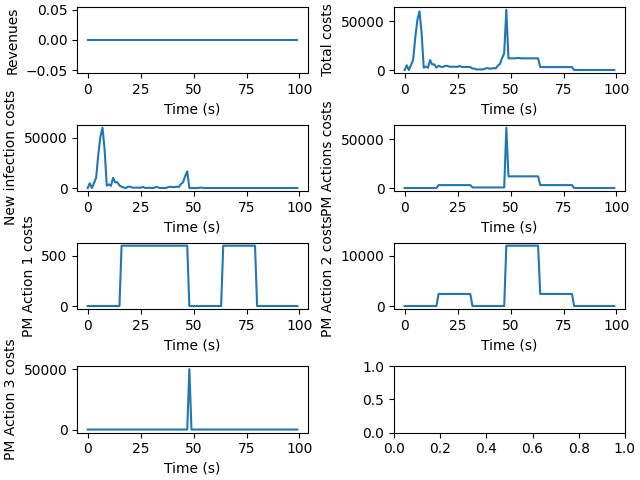 Revenues
0.05
0.00
−0.05
0 25 50 75 100
Time (s)
Total costs
50000
0
0 25 50 75 100
Time (s)
New infection costs
50000
0
0 25 50 75 100
Time (s)
PM Actions costs
50000
0
0 25 50 75 100
Time (s)
PM Action 1 costs
500
0
0 25 50 75 100
Time (s)
PM Action 2 costs
10000
0
0 25 50 75 100
Time (s)
PM Action 3 costs
50000
0
0 25 50 75 100
Time (s)
1.0
0.5
0.0
0.0 0.2 0.4 0.6 0.8 1.0